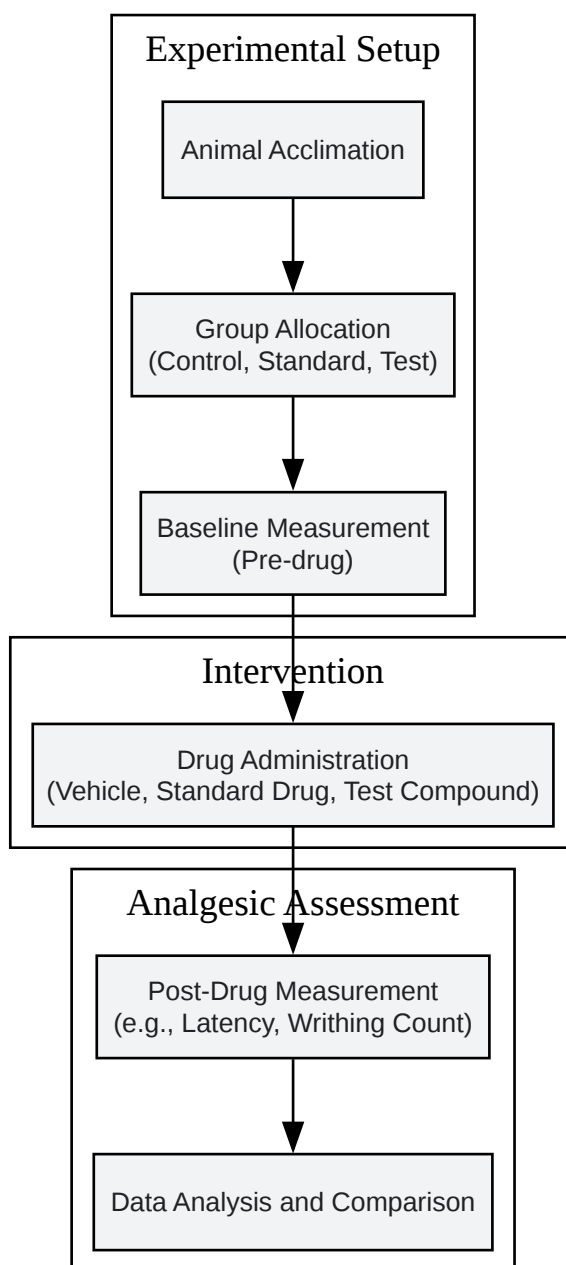 Experimental Setup
Animal Acclimation
Group Allocation
(Control, Standard, Test)
Baseline Measurement
(Pre-drug)
Intervention
Drug Administration
(Vehicle, Standard Drug, Test Compound)
Analgesic Assessment
Post-Drug Measurement
(e.g., Latency, Writhing Count)
Data Analysis and Comparison